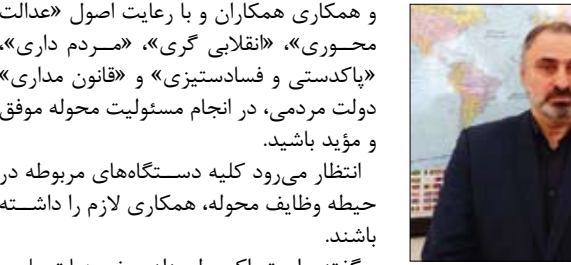 و همکاری همکاران و با رعایت اصول «عدالت
محوری»، «انقلابی گری»، «مردم داری»،
«پاکدستی و فسادستیزی» و «قانون مداری»
دولت مردمی، در انجام مسئولیت محوله موفق
و مؤید باشید.
انتظار می‌رود کلیه دستگاه‌های مربوطه در
حیطه وظایف محوله، همکاری لازم را داشته
باشند.